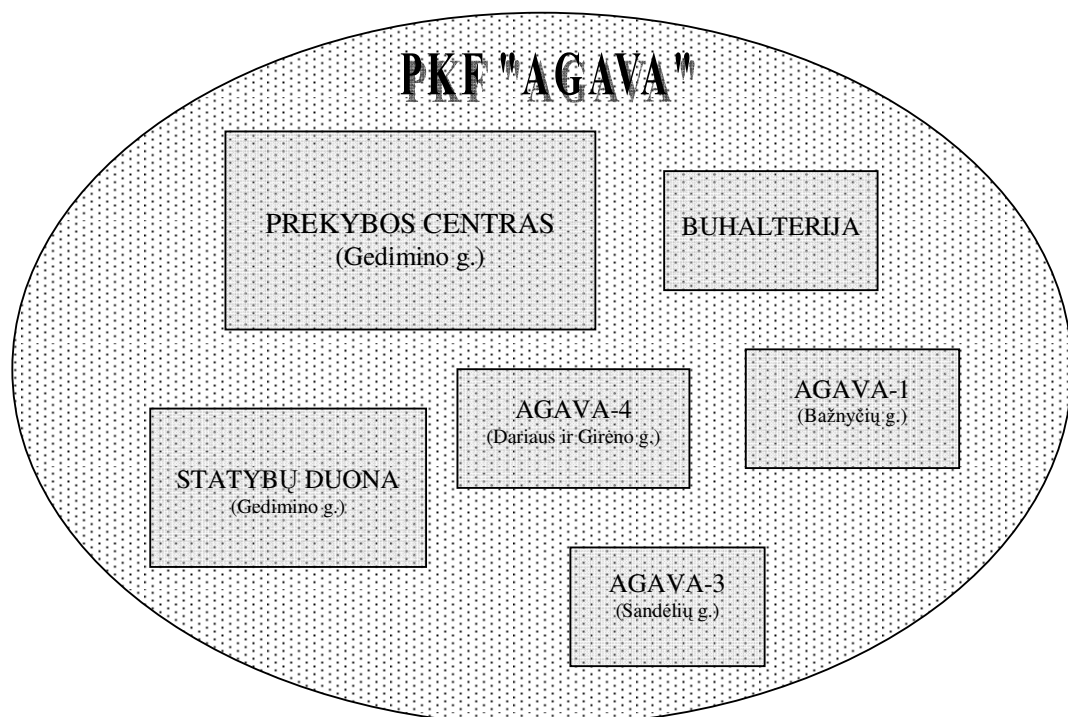 PKF "AGAVA"
PREKYBOS CENTRAS
(Gedimino g.)
BUHALTERIJA
AGAVA-1
(Bažnyčių g.)
AGAVA-4
(Dariaus ir Girėno g.)
STATYBŲ DUONA
(Gedimino g.)
AGAVA-3
(Sandėlių g.)